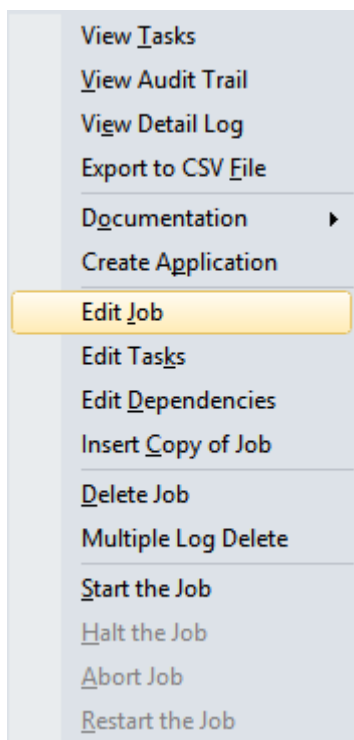 View Tasks
View Audit Trail
View Detail Log
Export to CSV File
Documentation
Create Application
Edit Job
Edit Tasks
Edit Dependencies
Insert Copy of Job
Delete Job
Multiple Log Delete
Start the Job
Halt the Job
Abort Job
Restart the Job